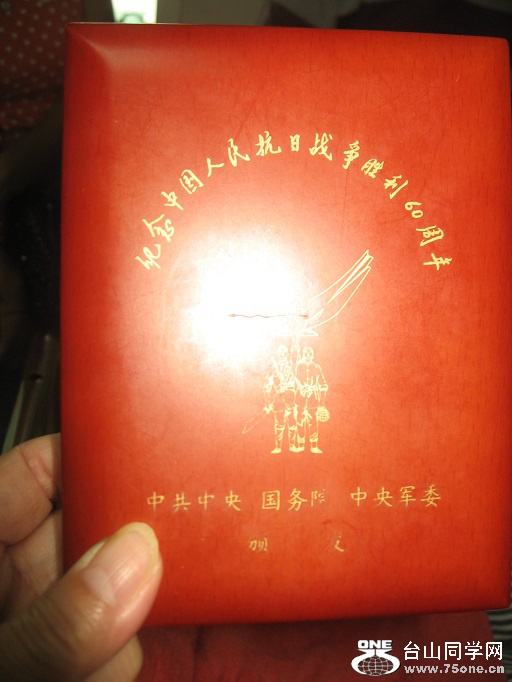 纪念中国人民抗日战争胜利60周年
中共中央 国务院 中央军委
颁 发
ONE
台山同学网
www.75one.cn